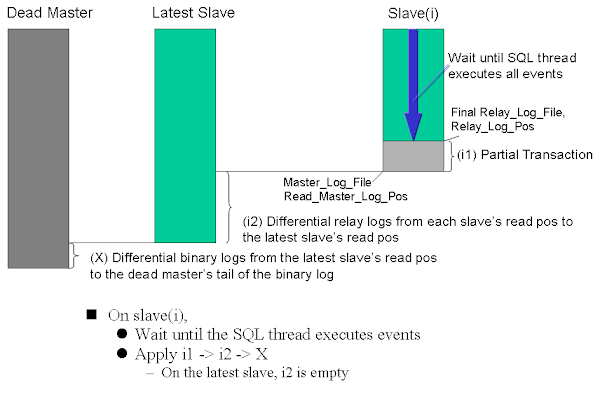 Dead Master
Latest Slave
Slave(i)
Wait until SQL thread
executes all events
Final Relay_Log_File,
Relay_Log_Pos
(i1) Partial Transaction
Master_Log_File
Read_Master_Log_Pos
(i2) Differential relay logs from each slave's read pos to
the latest slave's read pos
(X) Differential binary logs from the latest slave's read pos
to the dead master's tail of the binary log
■ On slave(i),
● Wait until the SQL thread executes events
● Apply i1 -> i2 -> X
– On the latest slave, i2 is empty